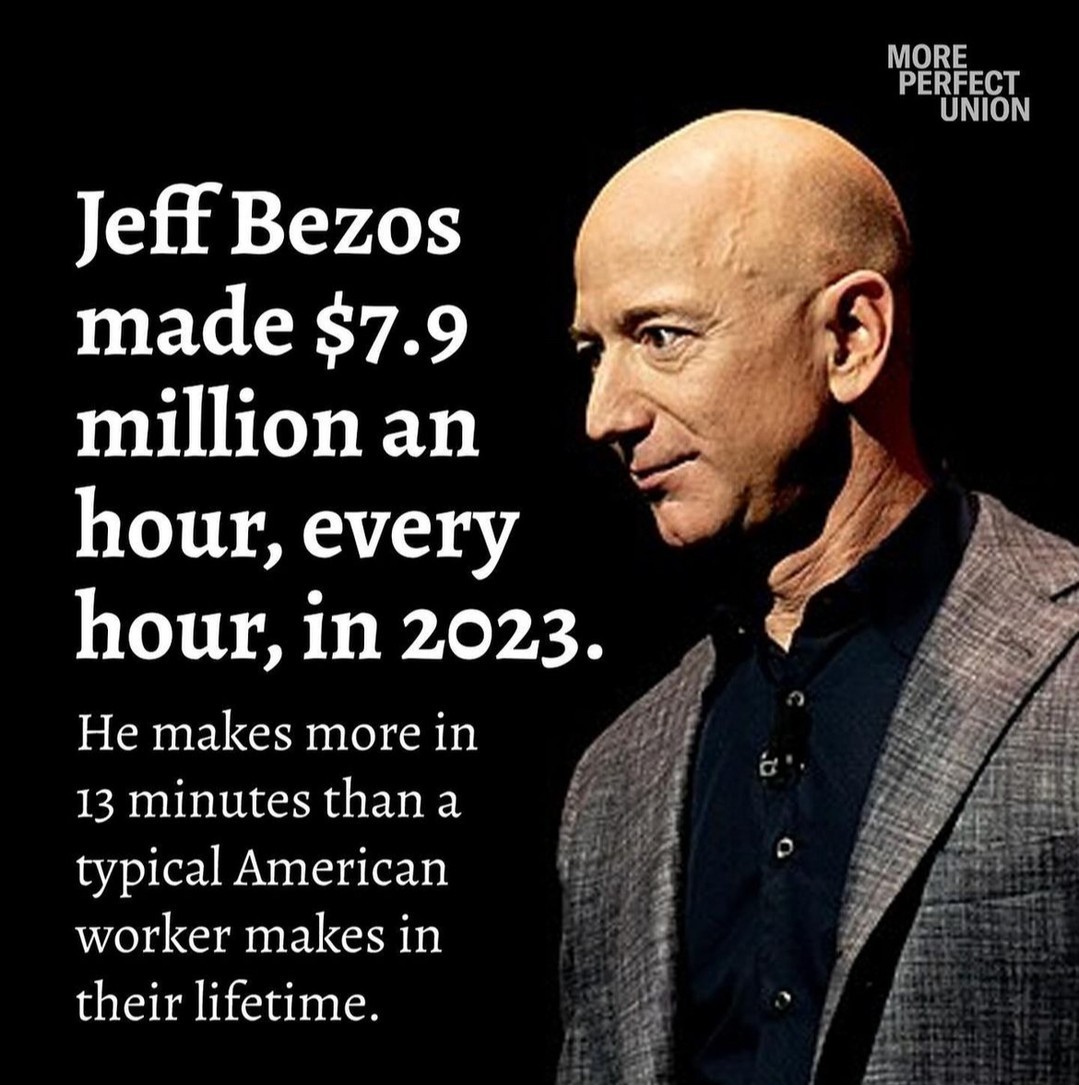 MORE
PERFECT
UNION
Jeff Bezos
made $7.9
million an
hour, every
hour, in 2023.
He makes more in
13 minutes than a
typical American
worker makes in
their lifetime.